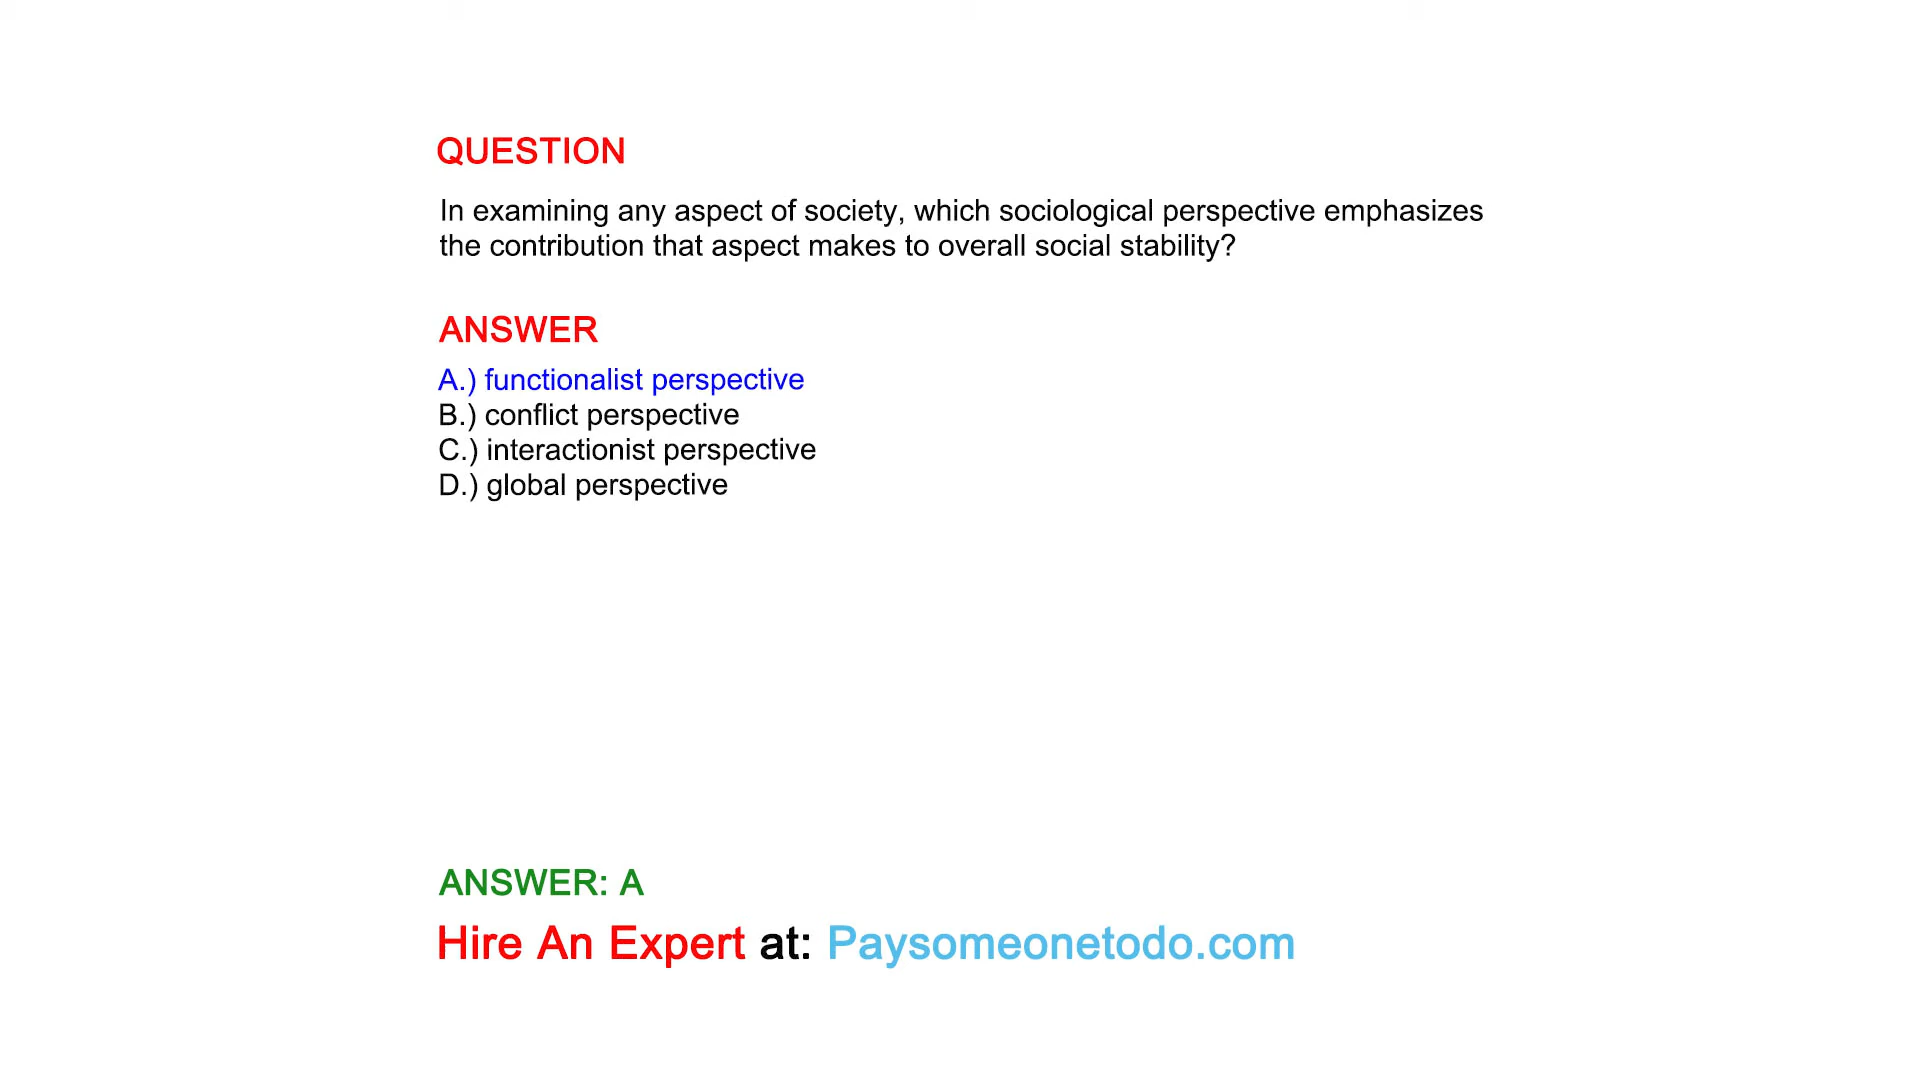 QUESTION
In examining any aspect of society, which sociological perspective emphasizes
the contribution that aspect makes to overall social stability?
ANSWER
A.) functionalist perspective
B.) conflict perspective
C.) interactionist perspective
D.) global perspective
ANSWER: A
Hire An Expert at: Paysomeonetodo.com